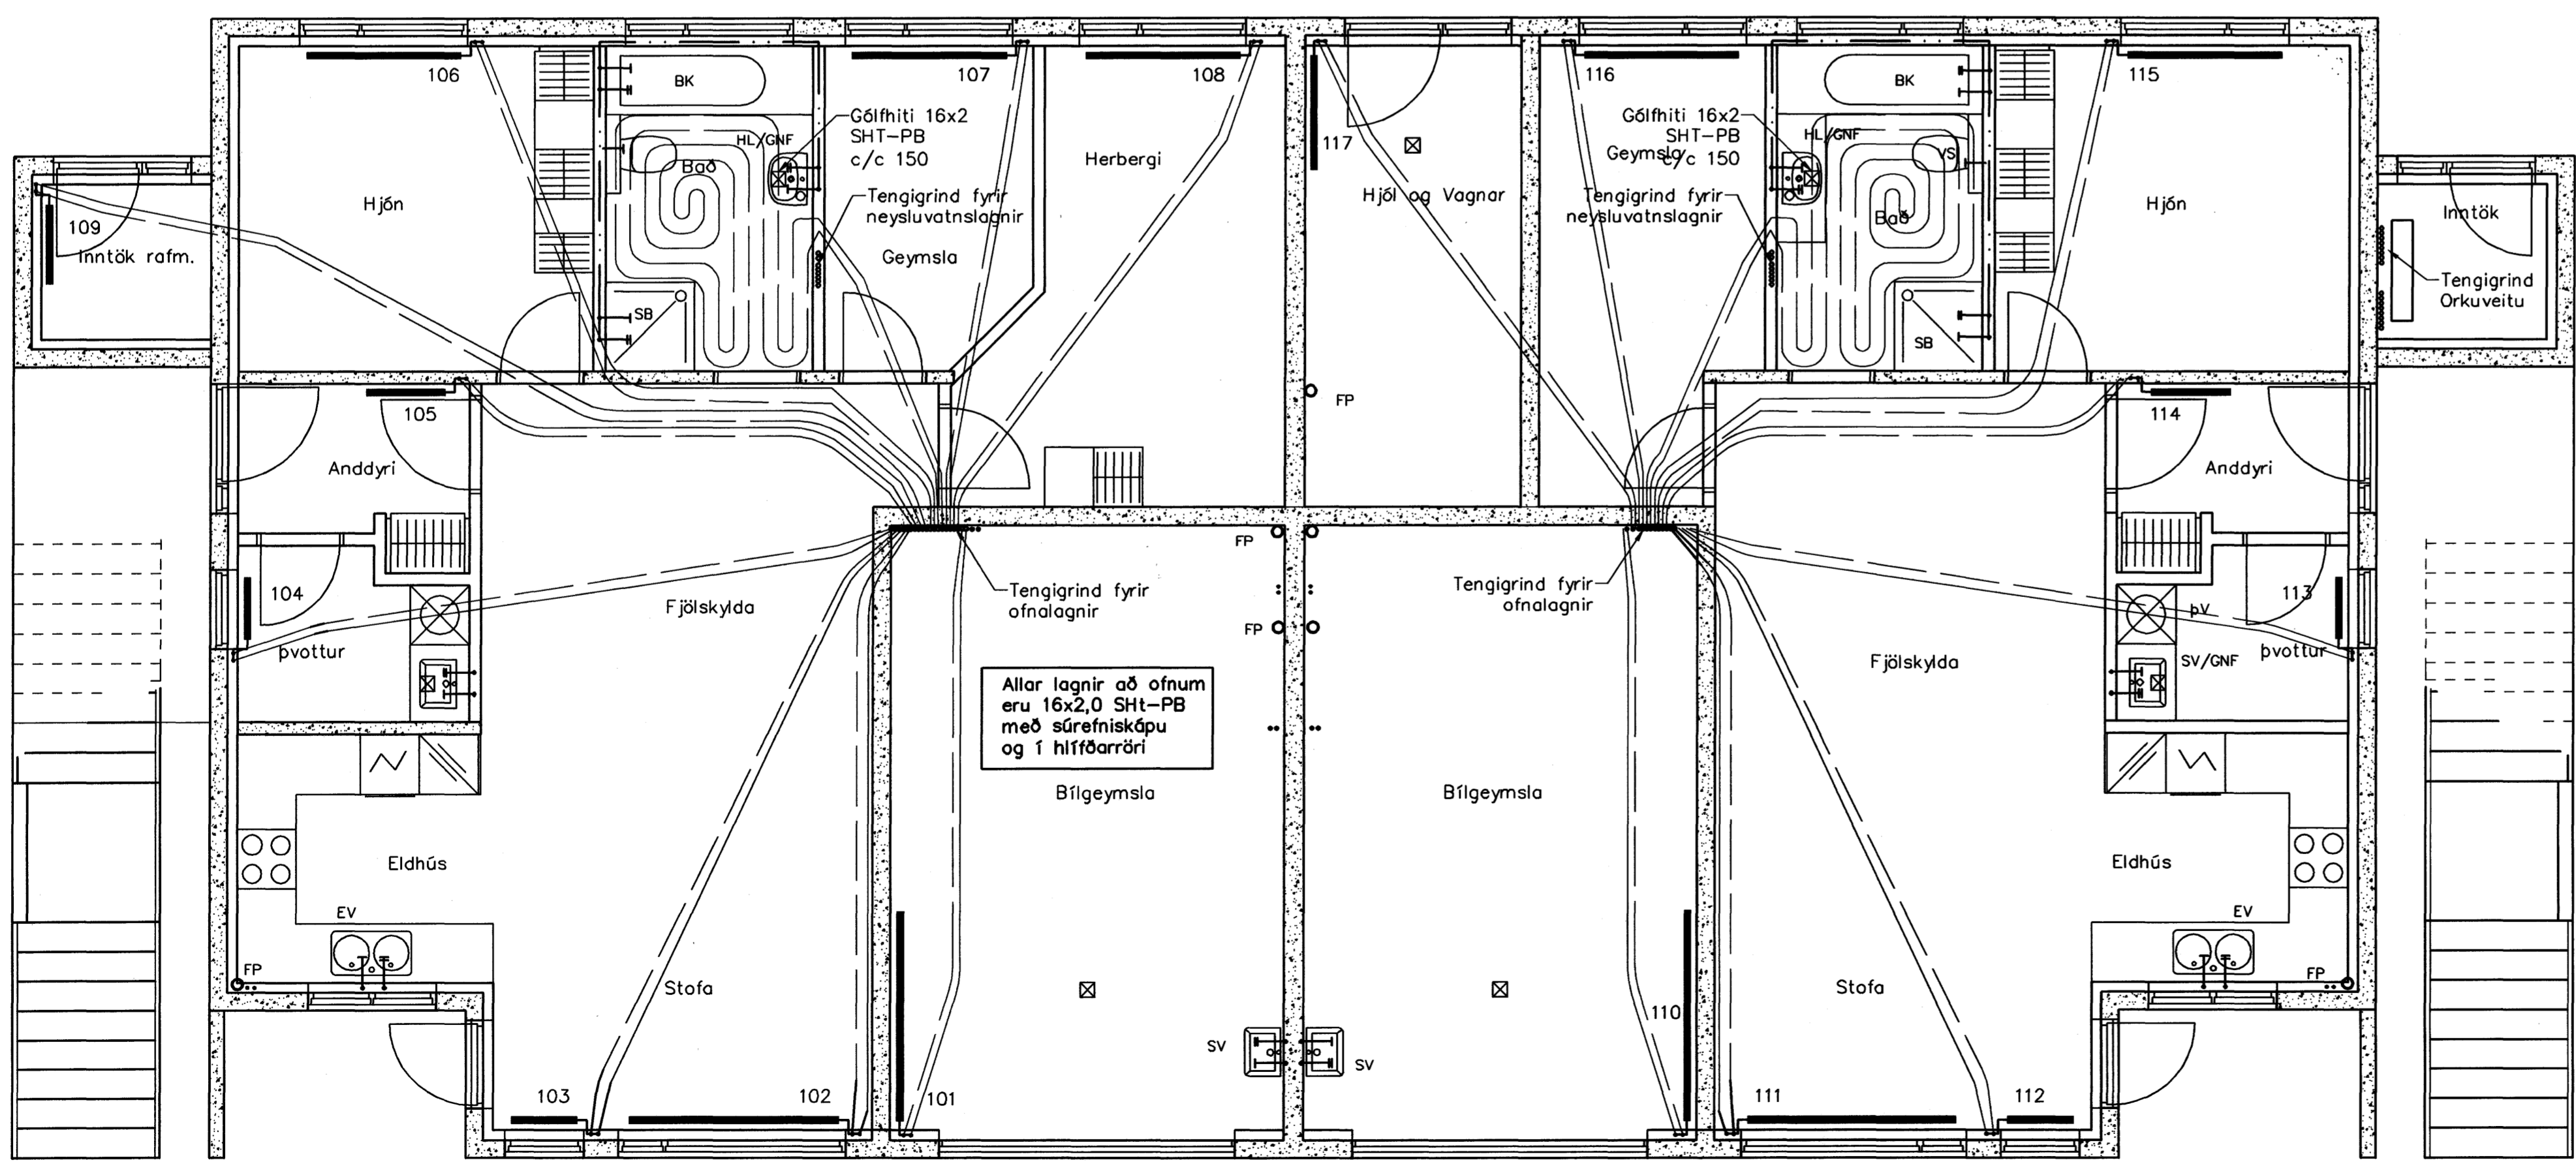 106
BK
107
108
116
BK
115
Gólfhiti 16x2
SHT-PB
c/c 150
HL/GNF
Bað
Herbergi
117
Gólfhiti 16x2
SHT-PB
c/c 150
HL/GNF
Geymsla
VS
Bað
Hjón
Tengigrind fyrir
neysluvatnslagnir
Hjól og Vagnar
Tengigrind fyrir
neysluvatnslagnir
Hjón
Inntök
109
Inntök rafm.
Geymsla
Tengigrind
Orkuveitu
SB
SB
105
FP
114
Anddyri
Anddyri
FP
104
Fjölskylda
Tengigrind fyrir
ofnalagnir
FP
Tengigrind fyrir
ofnalagnir
ÞV
113
Þvottur
Fjölskylda
SV/GNF
Þvottur
Allar lagnir að ofnum
eru 16x2,0 SHt-PB
með súrefniskápu
og í hlífðarröri
Bílgeymsla
Bílgeymsla
Eldhús
Eldhús
EV
EV
FP
Stofa
Stofa
FP
110
SV
SV
103
102
101
111
112